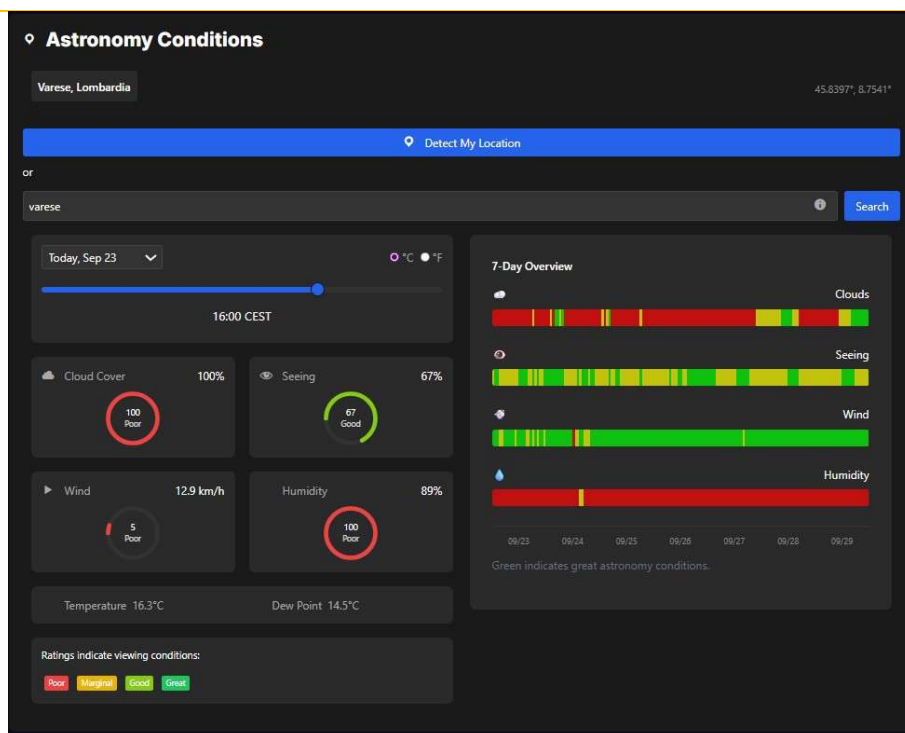 Astronomy Conditions
Varese, Lombardia
45.8397°, 8.7541°
Detect My Location
or
varese
Search
Today, Sep 23
°C °F
16:00 CEST
Cloud Cover 100%
100
Poor
Seeing 67%
67
Good
Wind 12.9 km/h
5
Poor
Humidity 89%
100
Poor
Temperature 16.3°C Dew Point 14.5°C
Ratings indicate viewing conditions:
Poor Marginal Good Great
7-Day Overview
Clouds
Seeing
Wind
Humidity
09/23 09/24 09/25 09/26 09/27 09/28 09/29
Green indicates great astronomy conditions.